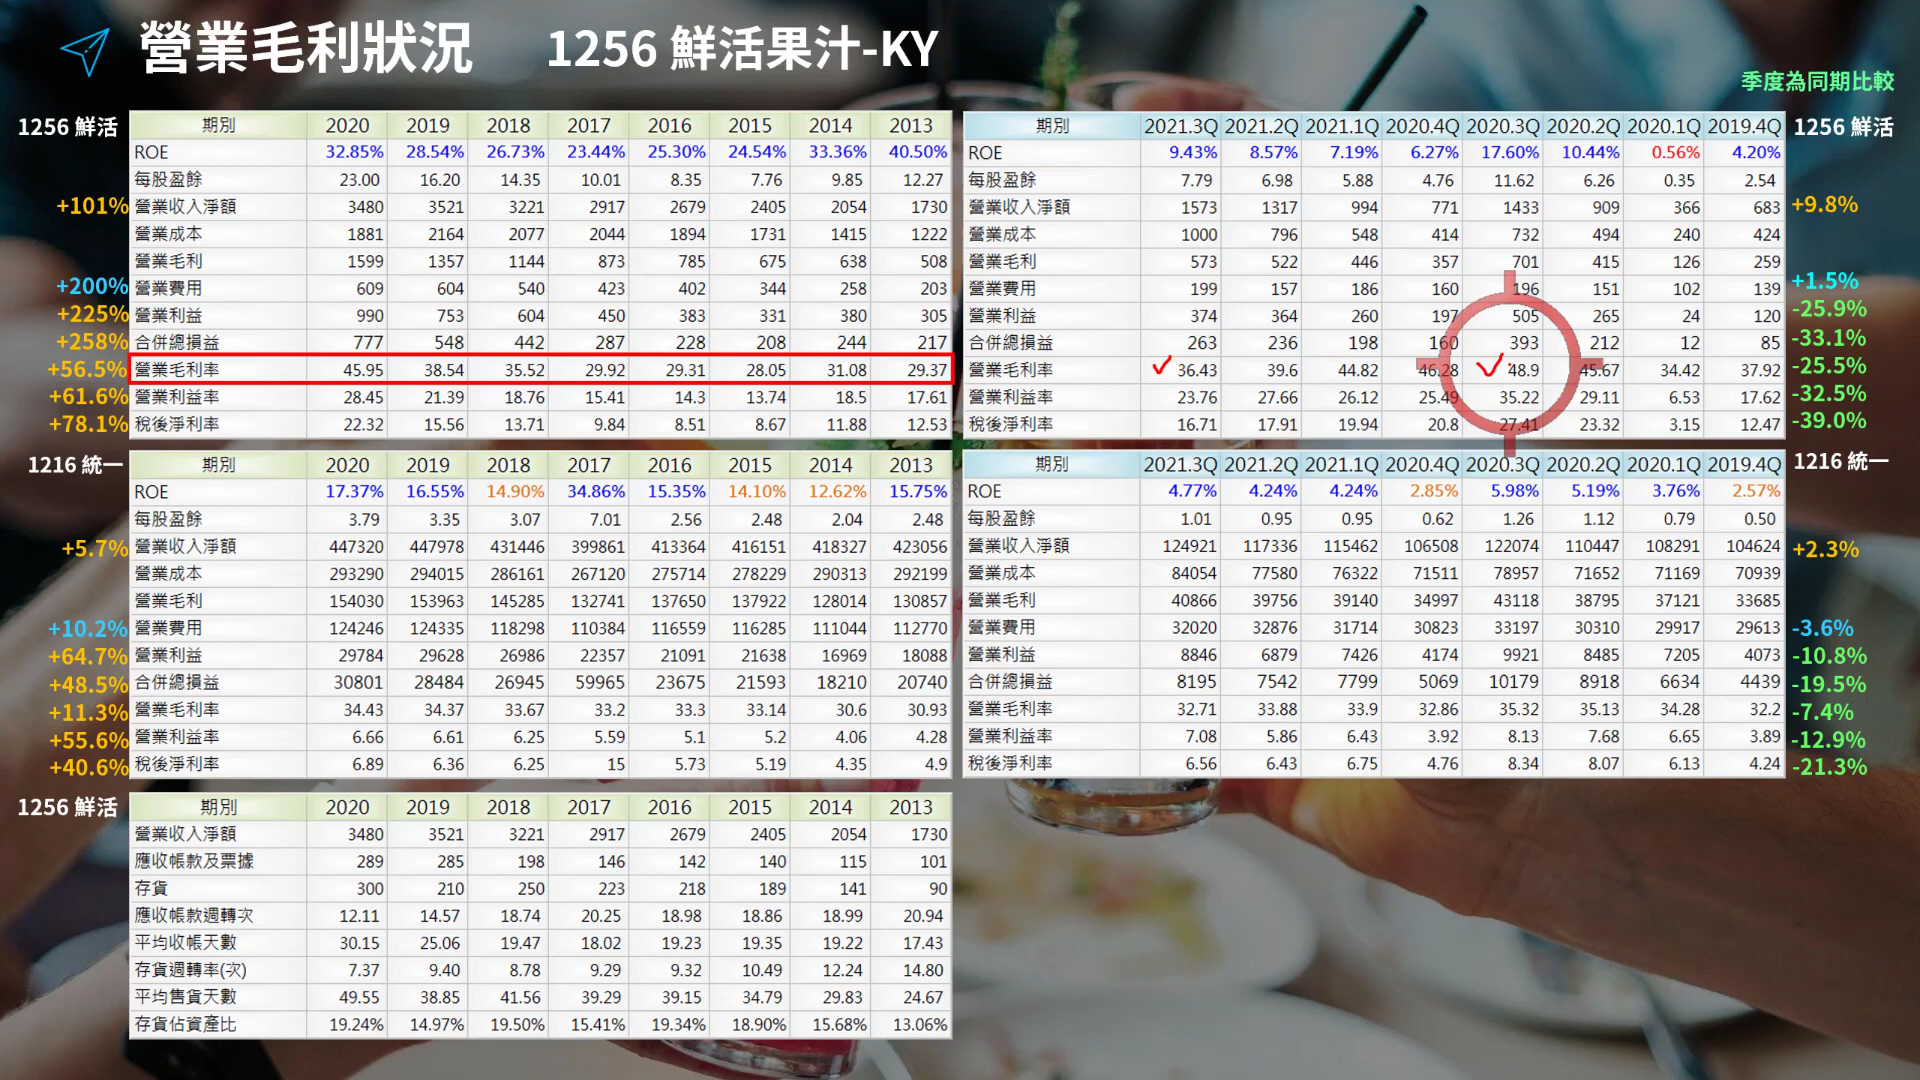 營業毛利狀況 1256 鮮活果汁-KY
季度為同期比較
1256 鮮活
期別 2020 2019 2018 2017 2016 2015 2014 2013
ROE 32.85% 28.54% 26.73% 23.44% 25.30% 24.54% 33.36% 40.50%
每股盈餘 23.00 16.20 14.35 10.01 8.35 7.76 9.85 12.27
+101% 營業收入淨額 3480 3521 3221 2917 2679 2405 2054 1730
營業成本 1881 2164 2077 2044 1894 1731 1415 1222
營業毛利 1599 1357 1144 873 785 675 638 508
+200% 營業費用 609 604 540 423 402 344 258 203
+225% 營業利益 990 753 604 450 383 331 380 305
+258% 合併總損益 777 548 442 287 228 208 244 217
+56.5% 營業毛利率 45.95 38.54 35.52 29.92 29.31 28.05 31.08 29.37
+61.6% 營業利益率 28.45 21.39 18.76 15.41 14.3 13.74 18.5 17.61
+78.1% 稅後淨利率 22.32 15.56 13.71 9.84 8.51 8.67 11.88 12.53
期別 2021.3Q 2021.2Q 2021.1Q 2020.4Q 2020.3Q 2020.2Q 2020.1Q 2019.4Q 1256 鮮活
ROE 9.43% 8.57% 7.19% 6.27% 17.60% 10.44% 0.56% 4.20%
每股盈餘 7.79 6.98 5.88 4.76 11.62 6.26 0.35 2.54
營業收入淨額 1573 1317 994 771 1433 909 366 683 +9.8%
營業成本 1000 796 548 414 732 494 240 424
營業毛利 573 522 446 357 701 415 126 259
營業費用 199 157 186 160 196 151 102 139 +1.5%
營業利益 374 364 260 197 505 265 24 120 -25.9%
合併總損益 263 236 198 160 393 212 12 85 -33.1%
營業毛利率 36.43 39.6 44.82 46.28 48.9 45.67 34.42 37.92 -25.5%
營業利益率 23.76 27.66 26.12 25.49 35.22 29.11 6.53 17.62 -32.5%
稅後淨利率 16.71 17.91 19.94 20.8 27.41 23.32 3.15 12.47 -39.0%
1216 統一
期別 2020 2019 2018 2017 2016 2015 2014 2013
ROE 17.37% 16.55% 14.90% 34.86% 15.35% 14.10% 12.62% 15.75%
每股盈餘 3.79 3.35 3.07 7.01 2.56 2.48 2.04 2.48
+5.7% 營業收入淨額 447320 447978 431446 399861 413364 416151 418327 423056
營業成本 293290 294015 286161 267120 275714 278229 290313 292199
營業毛利 154030 153963 145285 132741 137650 137922 128014 130857
+10.2% 營業費用 124246 124335 118298 110384 116559 116285 111044 112770
+64.7% 營業利益 29784 29628 26986 22357 21091 21638 16969 18088
+48.5% 合併總損益 30801 28484 26945 59965 23675 21593 18210 20740
+11.3% 營業毛利率 34.43 34.37 33.67 33.2 33.3 33.14 30.6 30.93
+55.6% 營業利益率 6.66 6.61 6.25 5.59 5.1 5.2 4.06 4.28
+40.6% 稅後淨利率 6.89 6.36 6.25 15 5.73 5.19 4.35 4.9
期別 2021.3Q 2021.2Q 2021.1Q 2020.4Q 2020.3Q 2020.2Q 2020.1Q 2019.4Q 1216 統一
ROE 4.77% 4.24% 4.24% 2.85% 5.98% 5.19% 3.76% 2.57%
每股盈餘 1.01 0.95 0.95 0.62 1.26 1.12 0.79 0.50
營業收入淨額 124921 117336 115462 106508 122074 110447 108291 104624 +2.3%
營業成本 84054 77580 76322 71511 78957 71652 71169 70939
營業毛利 40866 39756 39140 34997 43118 38795 37121 33685
營業費用 32020 32876 31714 30823 33197 30310 29917 29613 -3.6%
營業利益 8846 6879 7426 4174 9921 8485 7205 4073 -10.8%
合併總損益 8195 7542 7799 5069 10179 8918 6634 4439 -19.5%
營業毛利率 32.71 33.88 33.9 32.86 35.32 35.13 34.28 32.2 -7.4%
營業利益率 7.08 5.86 6.43 3.92 8.13 7.68 6.65 3.89 -12.9%
稅後淨利率 6.56 6.43 6.75 4.76 8.34 8.07 6.13 4.24 -21.3%
1256 鮮活
期別 2020 2019 2018 2017 2016 2015 2014 2013
營業收入淨額 3480 3521 3221 2917 2679 2405 2054 1730
應收帳款及票據 289 285 198 146 142 140 115 101
存貨 300 210 250 223 218 189 141 90
應收帳款週轉次 12.11 14.57 18.74 20.25 18.98 18.86 18.99 20.94
平均收帳天數 30.15 25.06 19.47 18.02 19.23 19.35 19.22 17.43
存貨週轉率(次) 7.37 9.40 8.78 9.29 9.32 10.49 12.24 14.80
平均售貨天數 49.55 38.85 41.56 39.29 39.15 34.79 29.83 24.67
存貨佔資產比 19.24% 14.97% 19.50% 15.41% 19.34% 18.90% 15.68% 13.06%